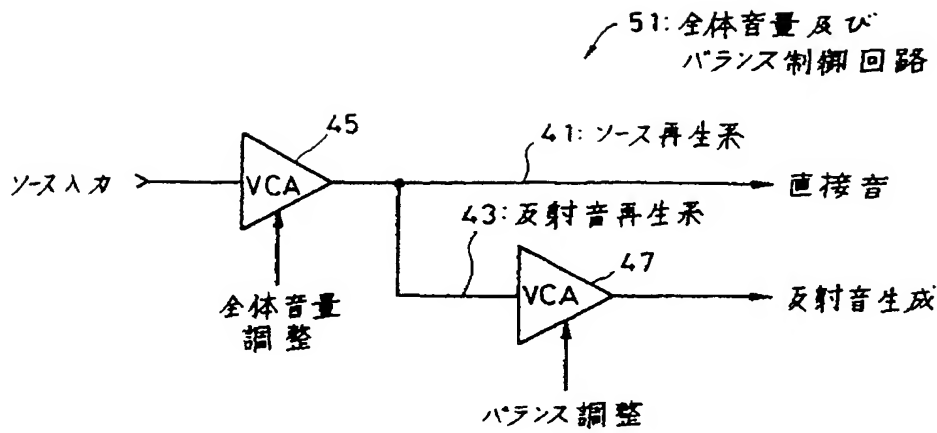 51:全体音量及び
バランス制御回路
45
41:ソース再生系
ソース入力
VCA
直接音
43:反射音再生系
47
VCA
反射音生成
全体音量
調整
バランス調整